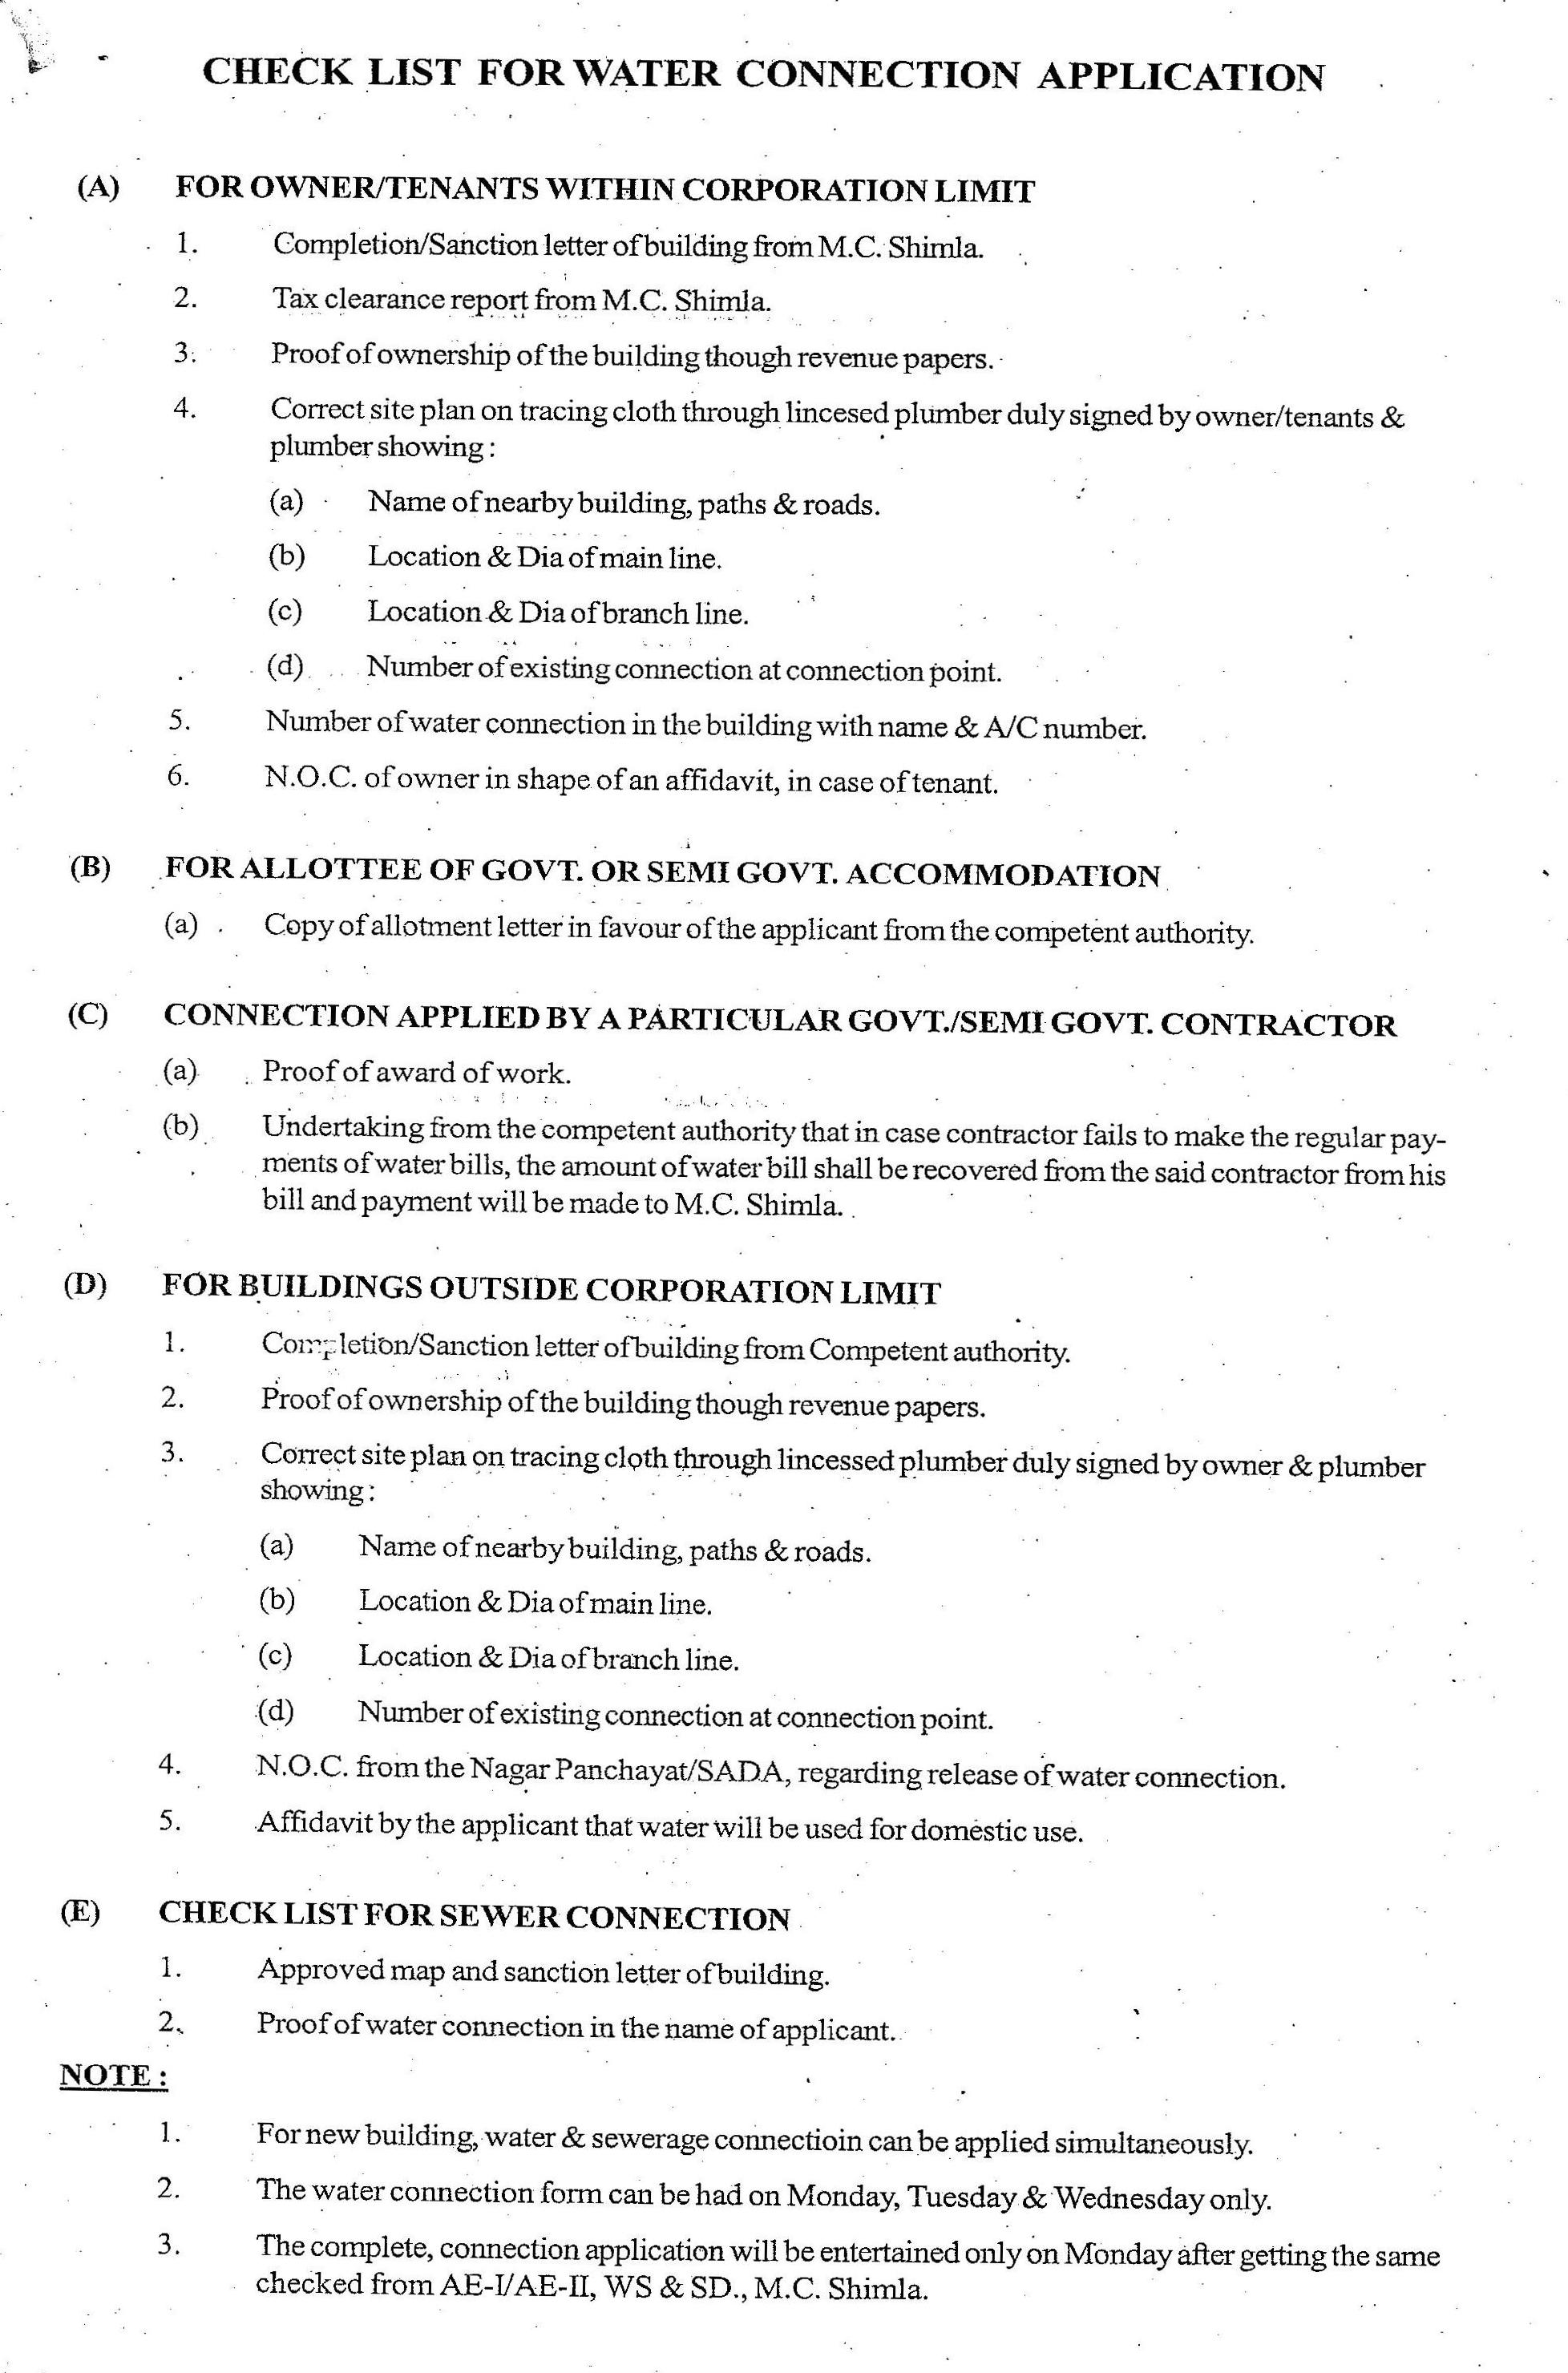 CHECK LIST FOR WATER CONNECTION APPLICATION
(A) FOR OWNER/TENANTS WITHIN CORPORATION LIMIT
1. Completion/Sanction letter of building from M.C. Shimla.
2. Tax clearance report from M.C. Shimla.
3. Proof of ownership of the building though revenue papers.
4. Correct site plan on tracing cloth through lincesed plumber duly signed by owner/tenants &
plumber showing :
(a) Name of nearby building, paths & roads.
(b) Location & Dia of main line.
(c) Location & Dia of branch line.
(d) Number of existing connection at connection point.
5. Number of water connection in the building with name & A/C number.
6. N.O.C. of owner in shape of an affidavit, in case of tenant.
(B) FOR ALLOTTEE OF GOVT. OR SEMI GOVT. ACCOMMODATION
(a) Copy of allotment letter in favour of the applicant from the competent authority.
(C) CONNECTION APPLIED BY A PARTICULAR GOVT./SEMI GOVT. CONTRACTOR
(a) Proof of award of work.
(b) Undertaking from the competent authority that in case contractor fails to make the regular pay-
ments of water bills, the amount of water bill shall be recovered from the said contractor from his
bill and payment will be made to M.C. Shimla.
(D) FOR BUILDINGS OUTSIDE CORPORATION LIMIT
1. Completion/Sanction letter of building from Competent authority.
2. Proof of ownership of the building though revenue papers.
3. Correct site plan on tracing cloth through lincessed plumber duly signed by owner & plumber
showing :
(a) Name of nearby building, paths & roads.
(b) Location & Dia of main line.
(c) Location & Dia of branch line.
(d) Number of existing connection at connection point.
4. N.O.C. from the Nagar Panchayat/SADA, regarding release of water connection.
5. Affidavit by the applicant that water will be used for domestic use.
(E) CHECK LIST FOR SEWER CONNECTION
1. Approved map and sanction letter of building.
2. Proof of water connection in the name of applicant.
NOTE :
1. For new building, water & sewerage connectioin can be applied simultaneously.
2. The water connection form can be had on Monday, Tuesday & Wednesday only.
3. The complete, connection application will be entertained only on Monday after getting the same
checked from AE-I/AE-II, WS & SD., M.C. Shimla.